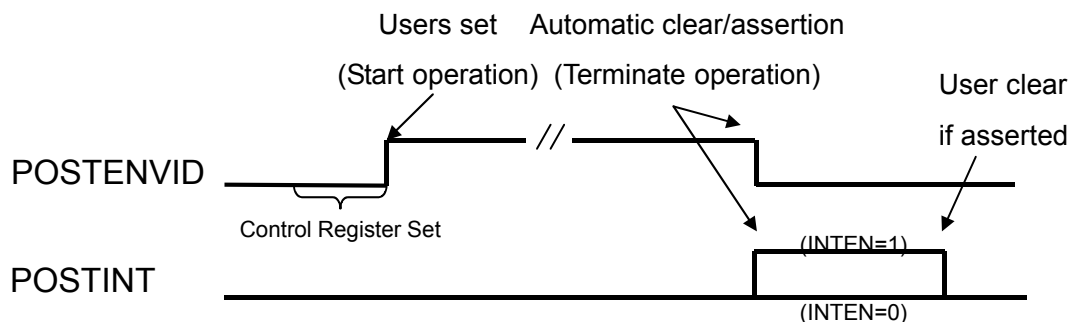 Users set Automatic clear/assertion
(Start operation) (Terminate operation)
User clear
if asserted
POSTENVID
//
Control Register Set
(INTEN=1)
POSTINT
(INTEN=0)